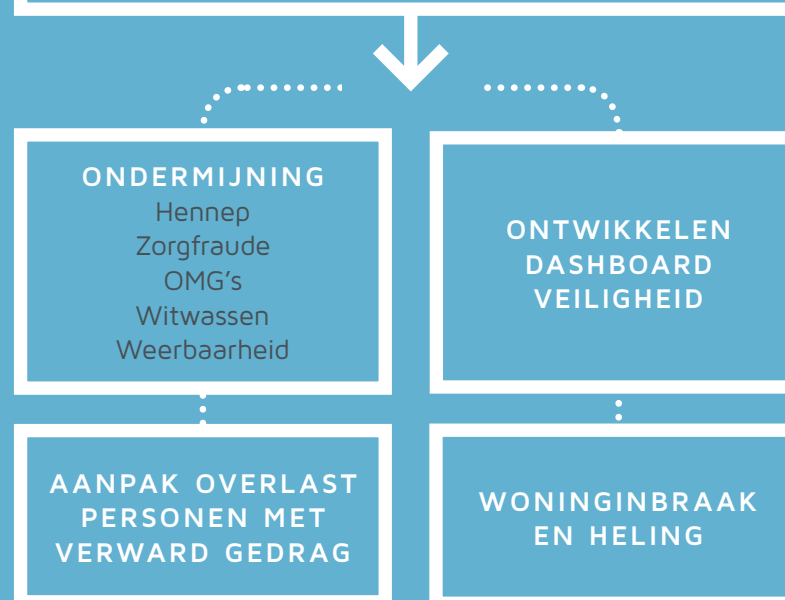 ONDERMIJNING
Hennep
Zorgfraude
OMG's
Witwassen
Weerbaarheid
ONTWIKKELEN
DASHBOARD
VEILIGHEID
AANPAK OVERLAST
PERSONEN MET
VERWARD GEDRAG
WONINGINBRAAK
EN HELING